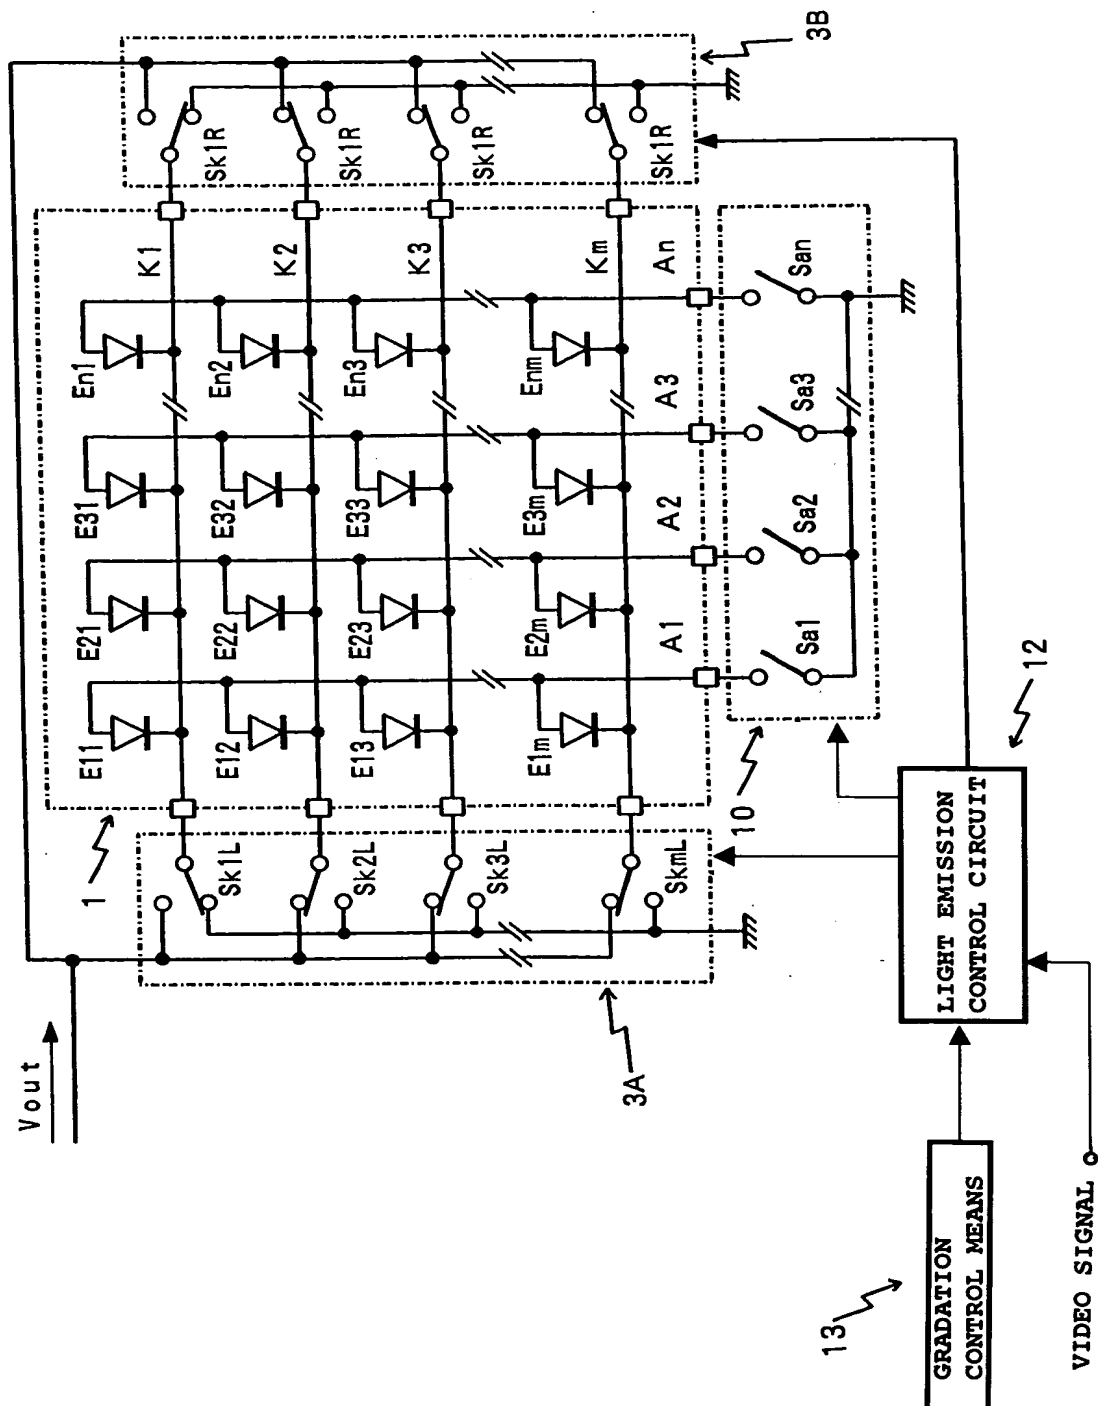 Vout
1
3A
3B
10
12
13
K1
K2
K3
Km
A1
A2
A3
An
E11
E21
E31
En1
E12
E22
E32
En2
E13
E23
E33
En3
E1m
E2m
E3m
Enm
Sk1L
Sk2L
Sk3L
SkmL
Sk1R
Sk1R
Sk1R
Sk1R
Sa1
Sa2
Sa3
San
LIGHT EMISSION
CONTROL CIRCUIT
GRADATION
CONTROL MEANS
VIDEO SIGNAL